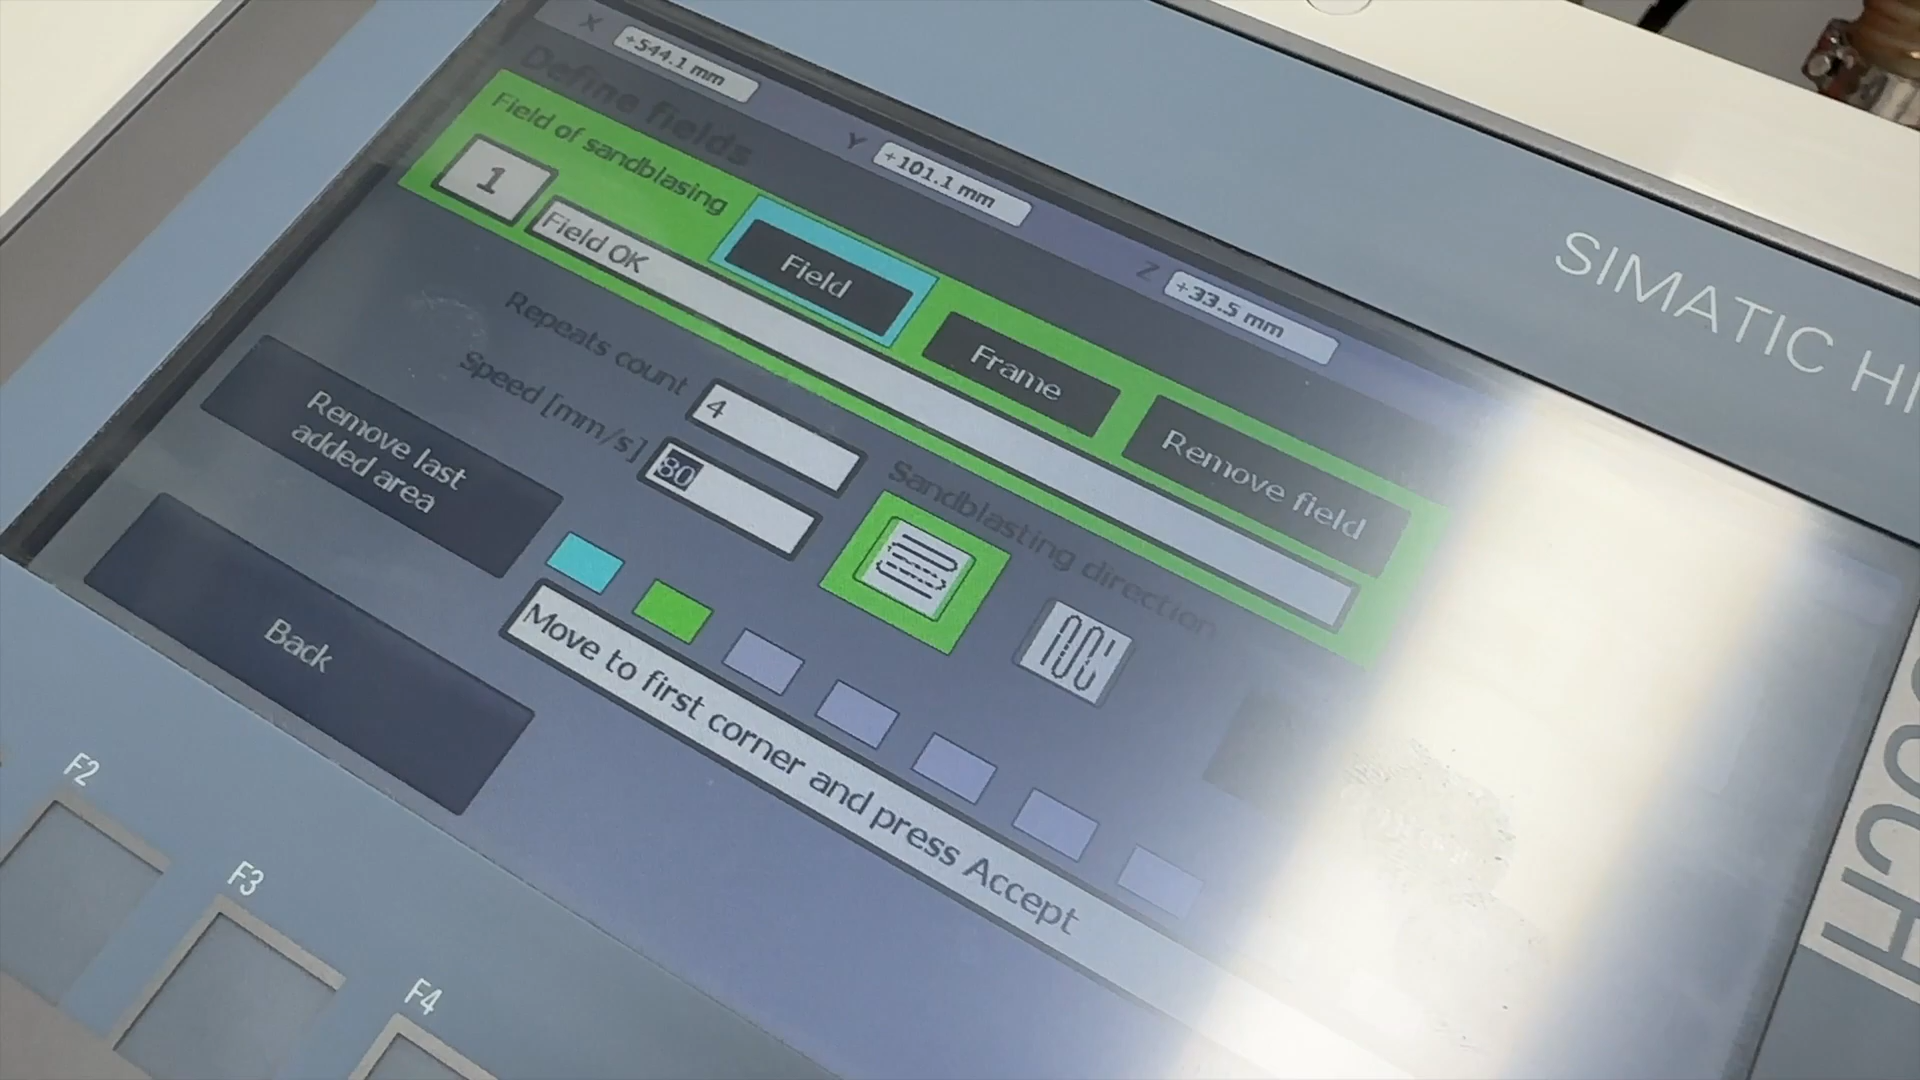 X +544.1 mm
Y +101.1 mm
Z +33.5 mm
SIMATIC
Define fields
Field of sandblasing
1
Field OK
Field
Frame
Remove field
Repeats count
4
Speed [mm/s]
80
Sandblasting direction
Remove last
added area
Back
Move to first corner and press Accept
F2
F3
F4